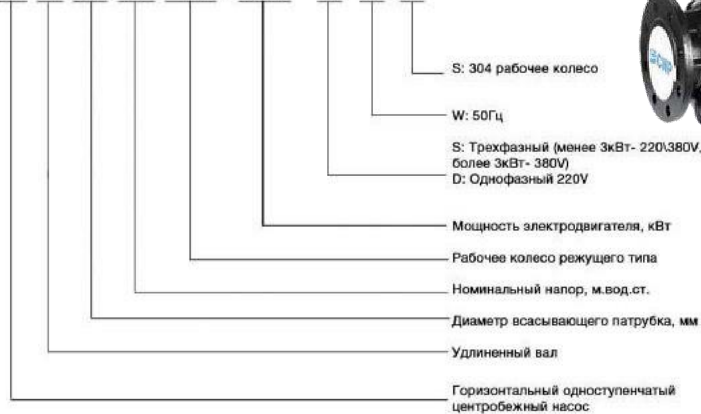 S: 304 рабочее колесо
W: 50Гц
S: Трехфазный (менее 3кВт- 220\380V,
более 3кВт- 380V)
D: Однофазный 220V
Мощность электродвигателя, кВт
Рабочее колесо режущего типа
Номинальный напор, м.вод.ст.
Диаметр всасывающего патрубка, мм
Удлиненный вал
Горизонтальный одноступенчатый
центробежный насос